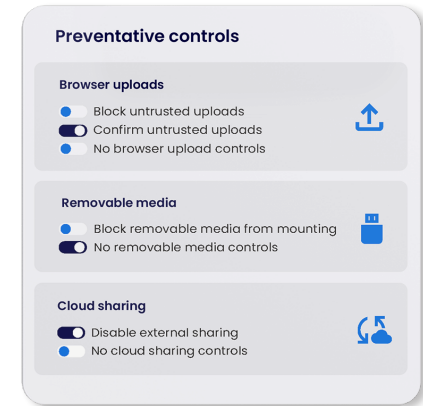 Preventative controls
Browser uploads
Block untrusted uploads
Confirm untrusted uploads
No browser upload controls
Removable media
Block removable media from mounting
No removable media controls
Cloud sharing
Disable external sharing
No cloud sharing controls